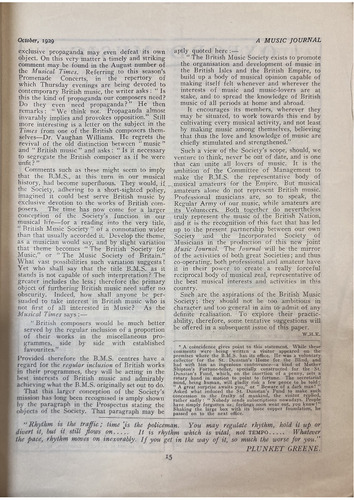 October, 1929
A MUSIC JOURNAL
exclusive propaganda may even defeat its own
object. On this very matter a timely and striking
comment may be found in the August number of
the Musical Times. Referring to this season's
Promenade Concerts, in the repertory of
which Thursday evenings are being devoted to
contemporary British music, the writer asks: "Is
this the kind of propaganda our composers need?
Do they even need propaganda?" He then
remarks: "We think not. Propaganda almost
invariably implies and provokes opposition." Still
more interesting is a letter on the subject in the
Times from one of the British composers them-
selves—Dr. Vaughan Williams. He regrets the
revival of the old distinction between "music"
and "British music" and asks: "Is it necessary
to segregate the British composer as if he were
unfit?"
Comments such as these might seem to imply
that the B.M.S., at this turn in our musical
history, had become superfluous. They would, if
the Society, adhering to a short-sighted policy,
imagined it could best serve British music by
exclusive devotion to the works of British com-
posers. The time has come to develop a larger
conception of the Society's function in our
musical life—for a reading into the very title,
"British Music Society" of a connotation wider
than that usually accorded it. Develop the theme,
as a musician would say, and by slight variation
that theme becomes "The British Society for
Music," or "The Music Society of Britain."
What vast possibilities such variation suggests!
Yet who shall say that the title B.M.S. as it
stands is not capable of such interpretation? The
greater includes the less; therefore the primary
object of furthering British music need suffer no
obscurity. Indeed, how shall anyone be per-
suaded to take interest in British music who is
not first of all interested in Music? As the
Musical Times says:—
"British composers would be much better
served by the regular inclusion of a proportion
of their works in the miscellaneous pro-
gramme, side by side with established
favourites."
Provided therefore the B.M.S. centres have a
regard for the regular inclusion of British works
in their programmes, they will be acting in the
best interests of British music and admirably
achieving what the B.M.S. originally set out to do.
That this larger conception of the Society's
mission has long been recognised is amply shown
by the paragraph in the Prospectus stating the
objects of the Society. That paragraph may be
aptly quoted here:—
"The British Music Society exists to promote
the organization and development of music in
the British Isles and the British Empire, to
build up a body of musical opinion capable of
making itself felt whenever and wherever the
interests of music and music-lovers are at
stake, and to spread the knowledge of British
music of all periods at home and abroad.
It encourages its members, wherever they
may be situated, to work towards this end by
cultivating every musical activity, and not least
by making music among themselves, believing
that thus the love and knowledge of music are
chiefly stimulated and strengthened."
Such a view of the Society's scope, should, we
venture to think, never be out of date, and is one
that can unite all lovers of music. It is the
ambition of the Committee of Management to
make the B.M.S. the representative body of
musical amateurs for the Empire. But musical
amateurs alone do not represent British music.
Professional musicians are, so to speak, the
Regular Army of our music, while amateurs are
its Volunteers. Both together do themselves
truly represent the music of the British Nation,
and it is the recognition of this fact that has led
up to the present partnership between our own
Society and the Incorporated Society of
Musicians in the production of this new joint
Music Journal. The Journal will be the mirror
of the activities of both great Societies; and thus
co-operating, both professional and amateur have
it in their power to create a really forceful
reciprocal body of musical zeal, representative of
the best musical interests and activities in this
country.
Such are the aspirations of the British Music
Society; they should not be too ambitious in
character and too general in aim to admit of any
definite realisation. To explore their practic-
ability, therefore, some tentative suggestions will
be offered in a subsequent issue of this paper.
W.R.K.
"Rhythm is the traffic; time is the policeman. You may regulate rhythm, hold it up or
divert it, but it still flows on..... It is rhythm which is vital, not TEMPO..... Whatever
the pace, rhythm moves on inexorably. If you get in the way of it, so much the worse for you."
PLUNKET GREENE.
15